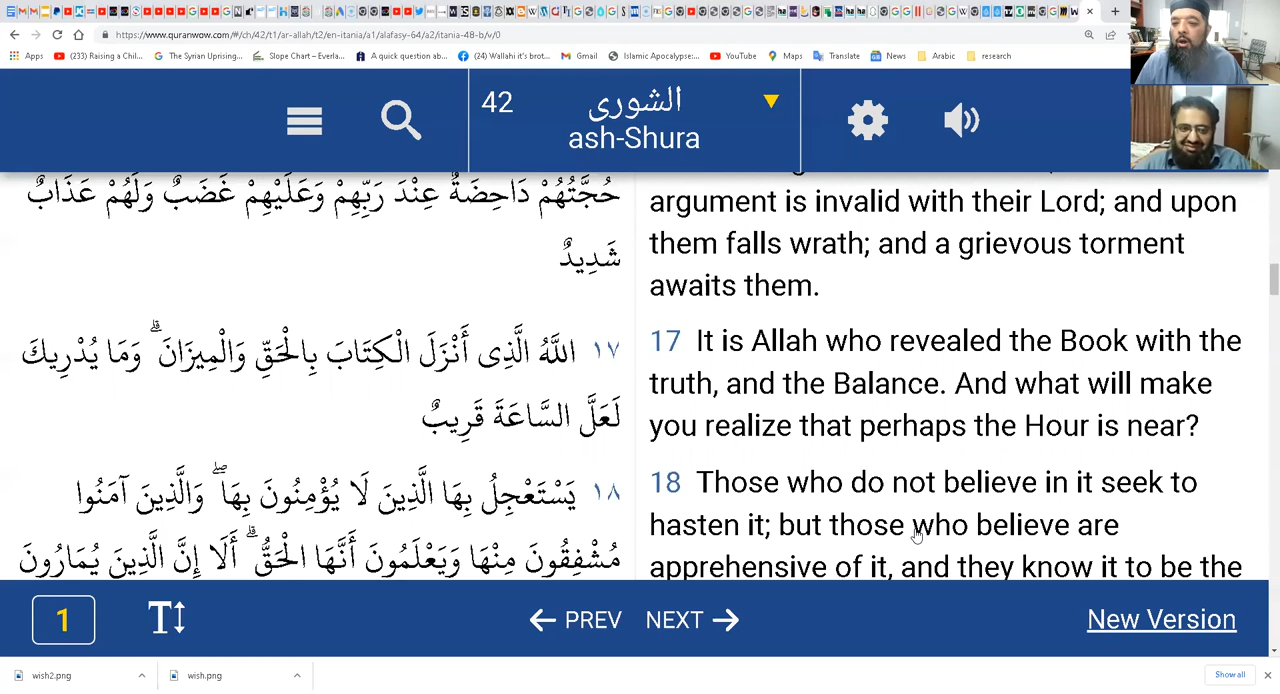 https://www.quranwow.com/#/ch/42/t1/ar-allah/t2/en-itania/a1/alafasy-64/a2/itania-48-b/v/0
Apps
(233) Raising a Chil...
The Syrian Uprising...
Slope Chart – Everla...
A quick question ab...
(24) Wallahi it's brot...
Gmail
Islamic Apocalypse:...
YouTube
Maps
Translate
News
Arabic
research
42
الشورى
ash-Shura
حُجَّتُهُمْ دَاحِضَةٌ عِنْدَ رَبِّهِمْ وَعَلَيْهِمْ غَضَبٌ وَلَهُمْ عَذَابٌ
شَدِيدٌ
١٧ اللَّهُ الَّذِى أَنْزَلَ الْكِتَابَ بِالْحَقِّ وَالْمِيزَانَ ۗ وَمَا يُدْرِيكَ
لَعَلَّ السَّاعَةَ قَرِيبٌ
١٨ يَسْتَعْجِلُ بِهَا الَّذِينَ لَا يُؤْمِنُونَ بِهَا ۖ وَالَّذِينَ آمَنُوا
مُشْفِقُونَ مِنْهَا وَيَعْلَمُونَ أَنَّهَا الْحَقُّ ۗ أَلَا إِنَّ الَّذِينَ يُمَارُونَ
argument is invalid with their Lord; and upon
them falls wrath; and a grievous torment
awaits them.
17 It is Allah who revealed the Book with the
truth, and the Balance. And what will make
you realize that perhaps the Hour is near?
18 Those who do not believe in it seek to
hasten it; but those who believe are
apprehensive of it, and they know it to be the
1
T
PREV
NEXT
New Version
wish2.png
wish.png
Show all